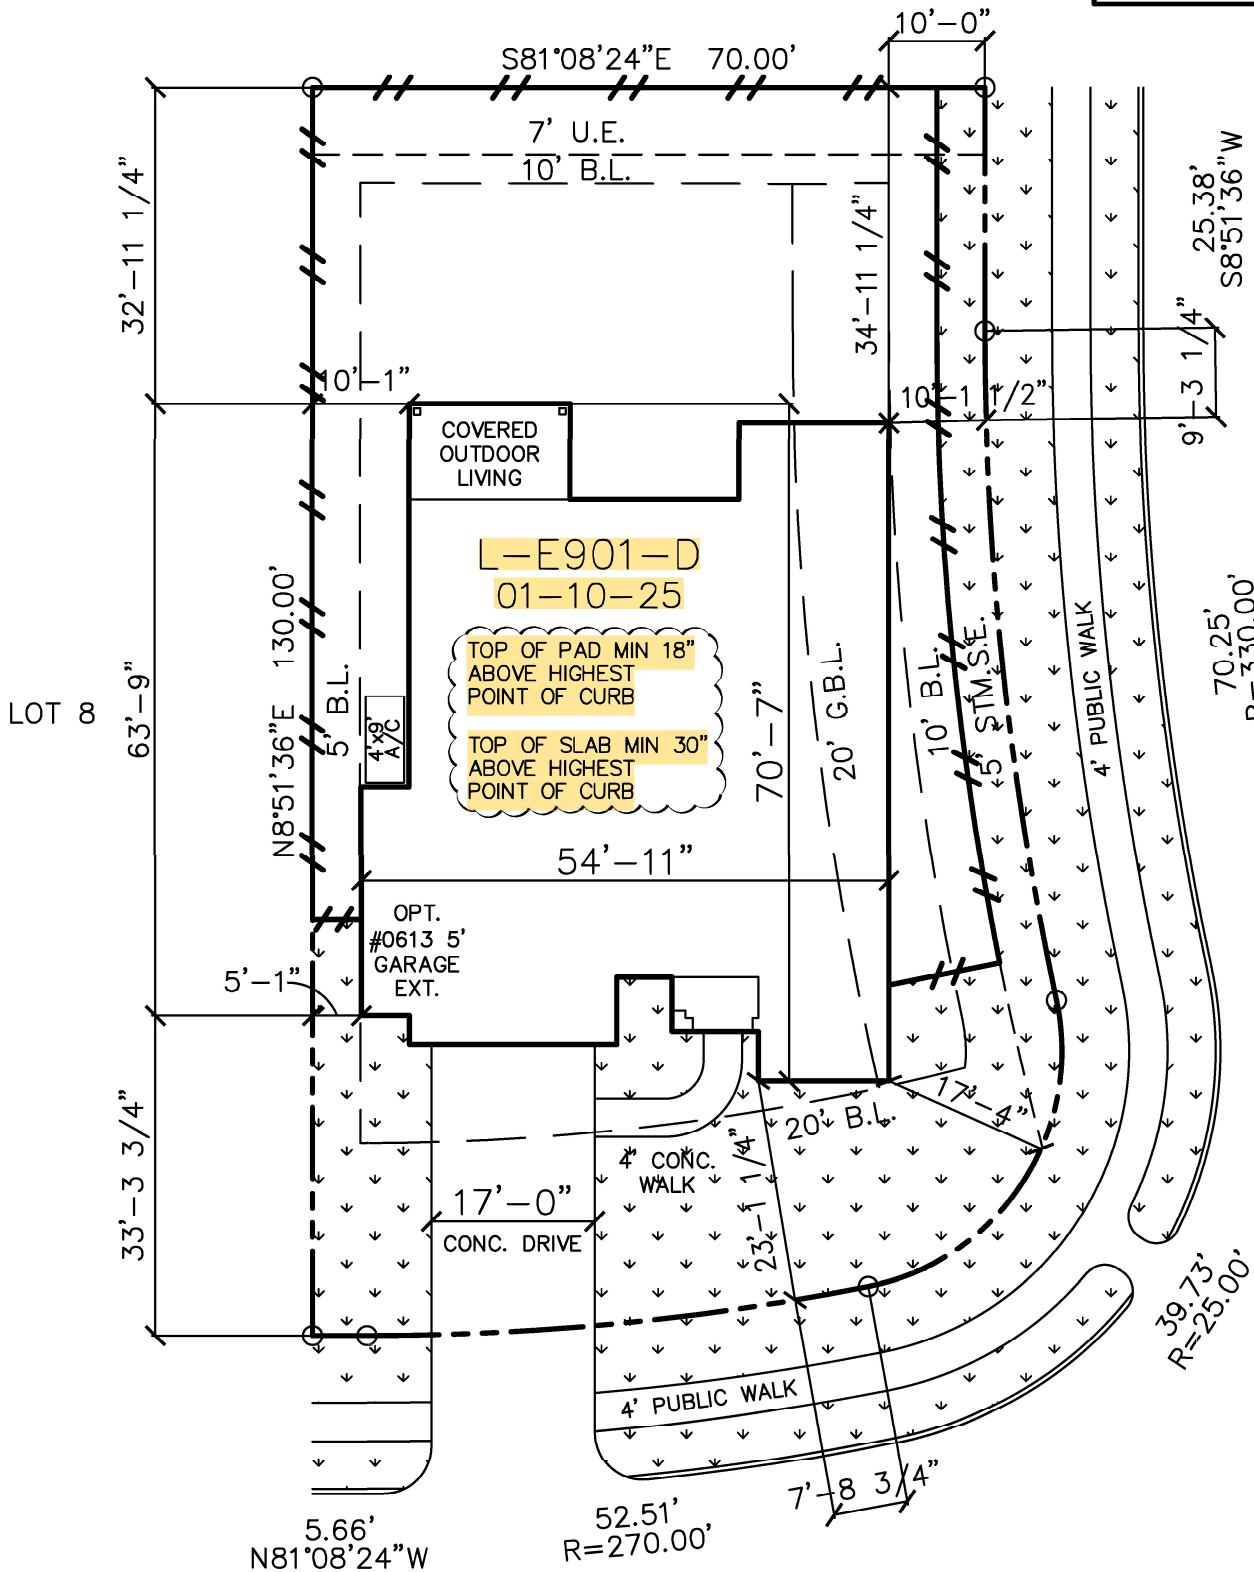 10'-0"
S81°08'24"E 70.00'
7' U.E.
10' B.L.
32'-11 1/4"
34'-11 1/4"
25.38'
S8°51'36"W
9'-3 1/4"
10'-1"
10'-1 1/2"
COVERED
OUTDOOR
LIVING
L-E901-D
01-10-25
TOP OF PAD MIN 18"
ABOVE HIGHEST
POINT OF CURB
TOP OF SLAB MIN 30"
ABOVE HIGHEST
POINT OF CURB
LOT 8
63'-9"
N8°51'36"E 130.00'
5' B.L.
4'x9'
A/C
70'-7"
20' G.B.L.
10' B.L.
5' STM.S.E.
4' PUBLIC WALK
70.25'
R=330.00'
54'-11"
OPT.
#0613 5'
GARAGE
EXT.
5'-1"
33'-3 3/4"
17'-4"
20' B.L.
23'-1 1/4"
4' CONC.
WALK
17'-0"
CONC. DRIVE
39.73'
R=25.00'
4' PUBLIC WALK
7'-8 3/4"
5.66'
N81°08'24"W
52.51'
R=270.00'